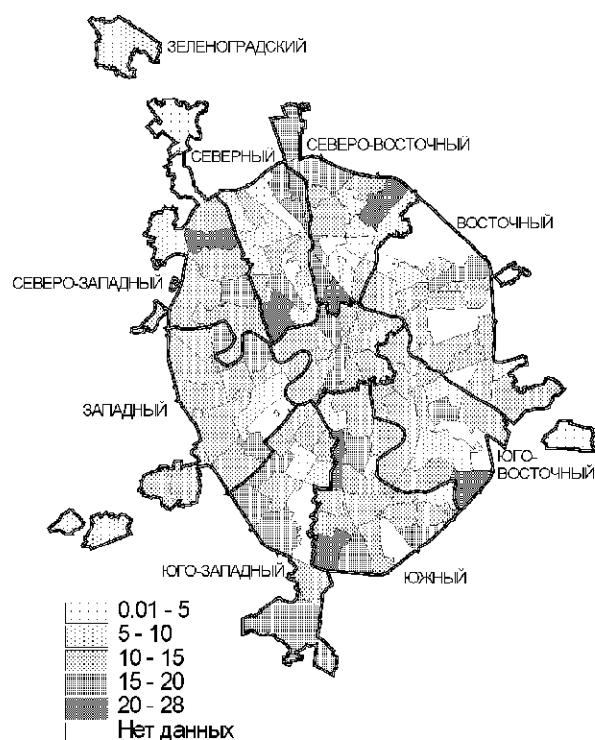 ЗЕЛЕНОГРАДСКИЙ
СЕВЕРНЫЙ
СЕВЕРО-ВОСТОЧНЫЙ
ВОСТОЧНЫЙ
СЕВЕРО-ЗАПАДНЫЙ
ЗАПАДНЫЙ
ЮГО-
ВОСТОЧНЫЙ
ЮГО-ЗАПАДНЫЙ
ЮЖНЫЙ
0.01 - 5
5 - 10
10 - 15
15 - 20
20 - 28
Нет данных